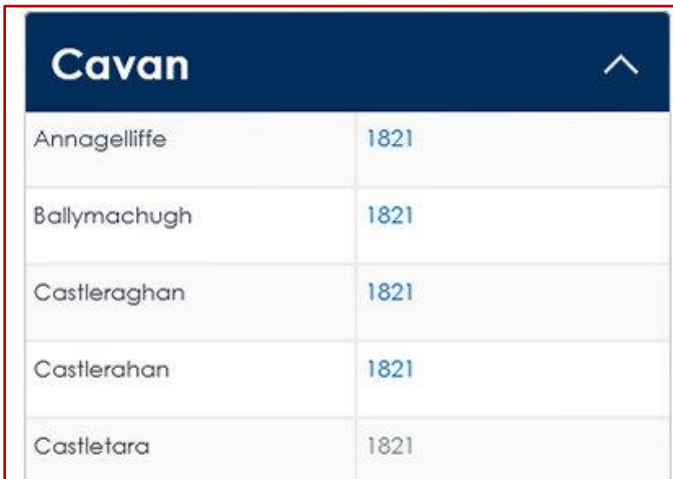 Cavan
Annagelliffe 1821
Ballymachugh 1821
Castleraghan 1821
Castlerahan 1821
Castletara 1821